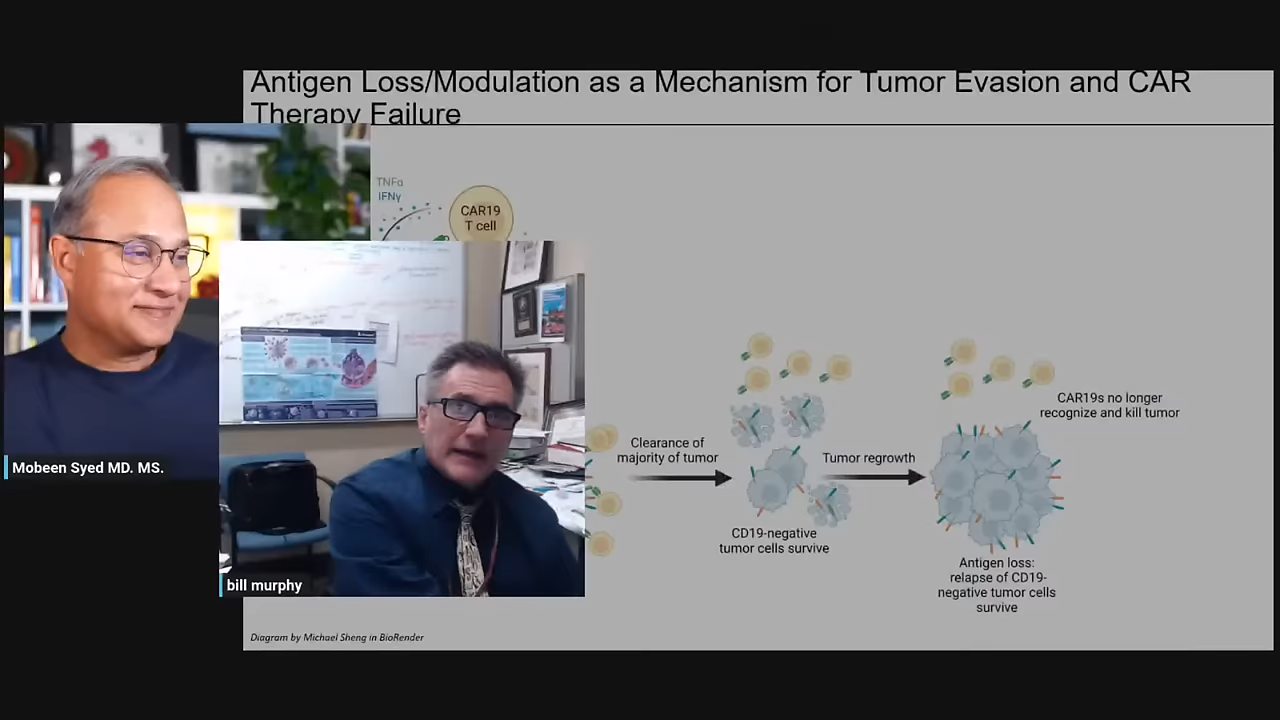 Antigen Loss/Modulation as a Mechanism for Tumor Evasion and CAR
Therapy Failure
TNFα
IFNγ
CAR19
T cell
Mobeen Syed MD. MS.
bill murphy
Clearance of
majority of tumor
CD19-negative
tumor cells survive
Tumor regrowth
CAR19s no longer
recognize and kill tumor
Antigen loss:
relapse of CD19-
negative tumor cells
survive
Diagram by Michael Sheng in BioRender